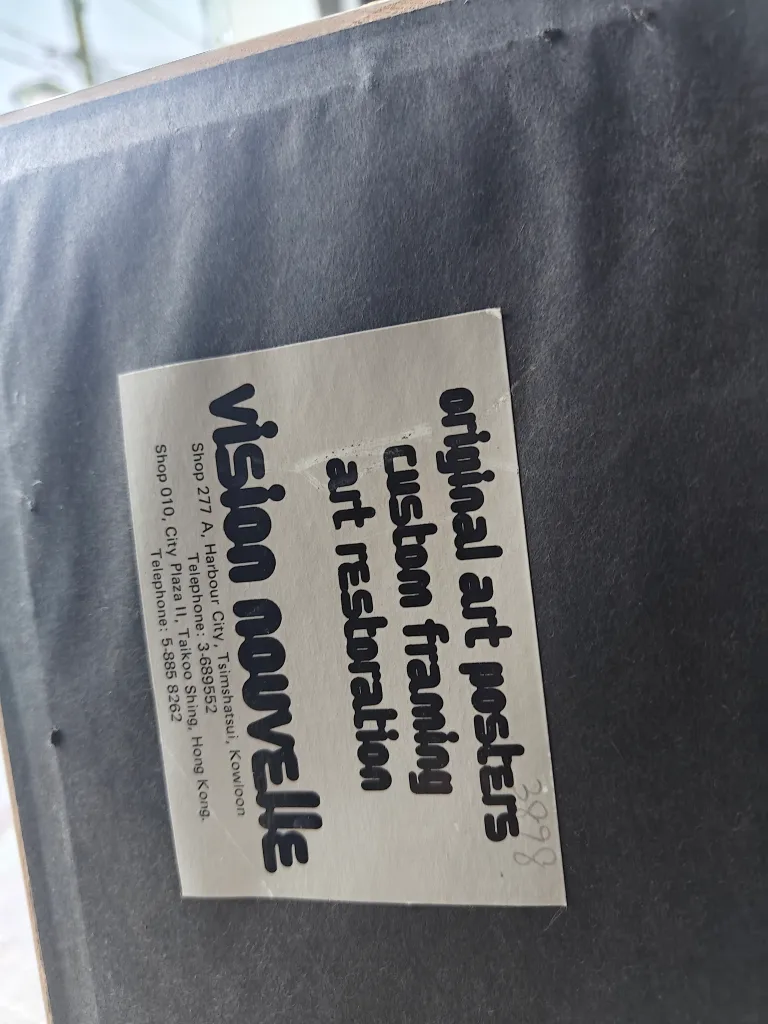 original art posters
custom framing
art restoration
vision nouvelle
Shop 277 A, Harbour City, Tsimshatsui, Kowloon
Telephone: 3-689552
Shop 010, City Plaza II, Taikoo Shing, Hong Kong.
Telephone: 5-885 8262
3898